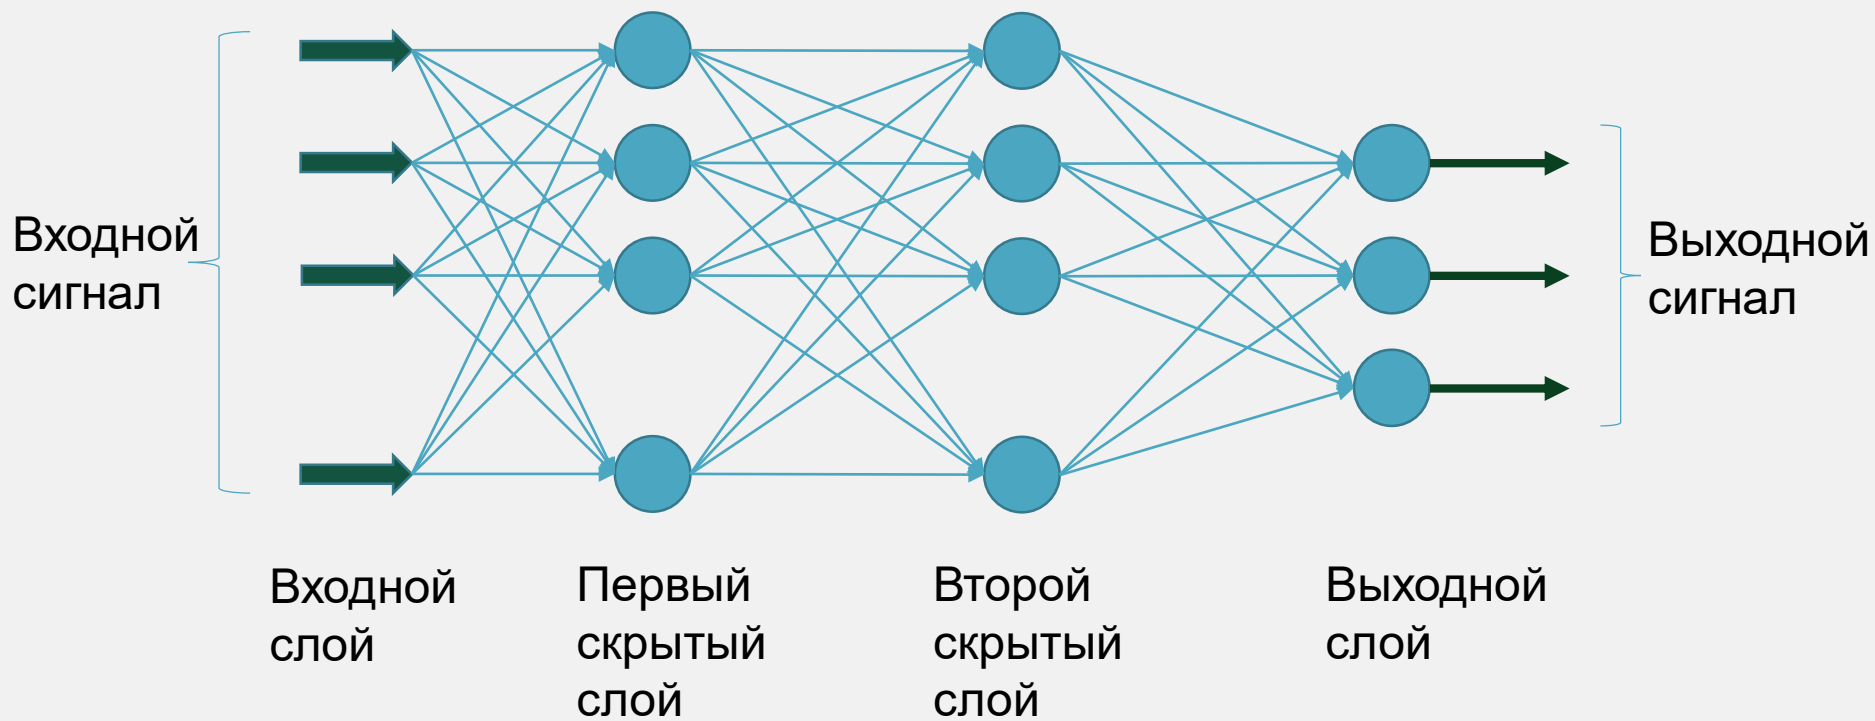 Входной
сигнал
Выходной
сигнал
Входной
слой
Первый
скрытый
слой
Второй
скрытый
слой
Выходной
слой